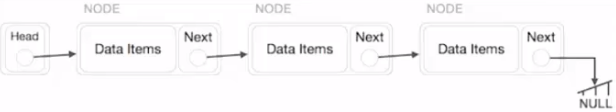 NODE NODE NODE
Head Data Items Next Data Items Next Data Items Next
NULL